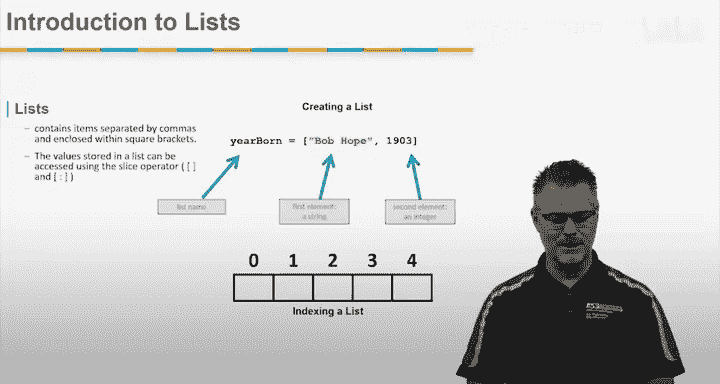 Introduction to Lists
Lists
– contains items separated by commas
and enclosed within square brackets.
– The values stored in a list can be
accessed using the slice operator ([ ]
and [:])
Creating a List
yearBorn = ["Bob Hope", 1903]
list name
first element:
a string
second element:
an integer
0 1 2 3 4
Indexing a List